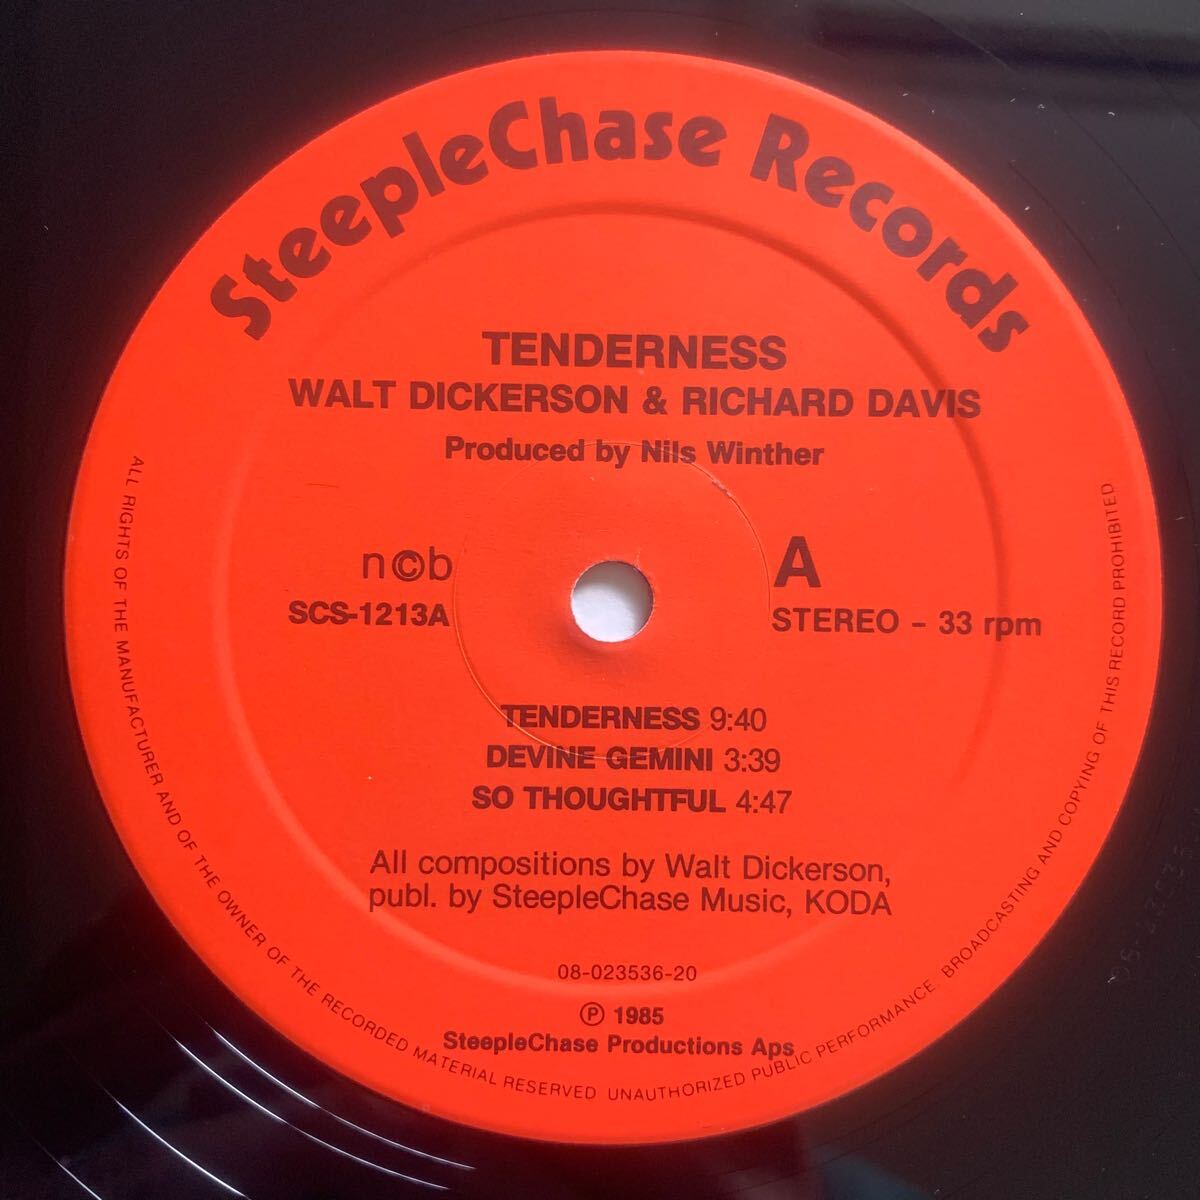 SteepleChase Records
TENDERNESS
WALT DICKERSON & RICHARD DAVIS
Produced by Nils Winther
n©b
SCS-1213A
A
STEREO – 33 rpm
TENDERNESS 9:40
DEVINE GEMINI 3:39
SO THOUGHTFUL 4:47
All compositions by Walt Dickerson,
publ. by SteepleChase Music, KODA
08-023536-20
℗ 1985
SteepleChase Productions Aps
ALL RIGHTS OF THE MANUFACTURER AND OF THE OWNER OF THE RECORDED MATERIAL RESERVED UNAUTHORIZED PUBLIC PERFORMANCE. BROADCASTING AND COPYING OF THIS RECORD PROHIBITED